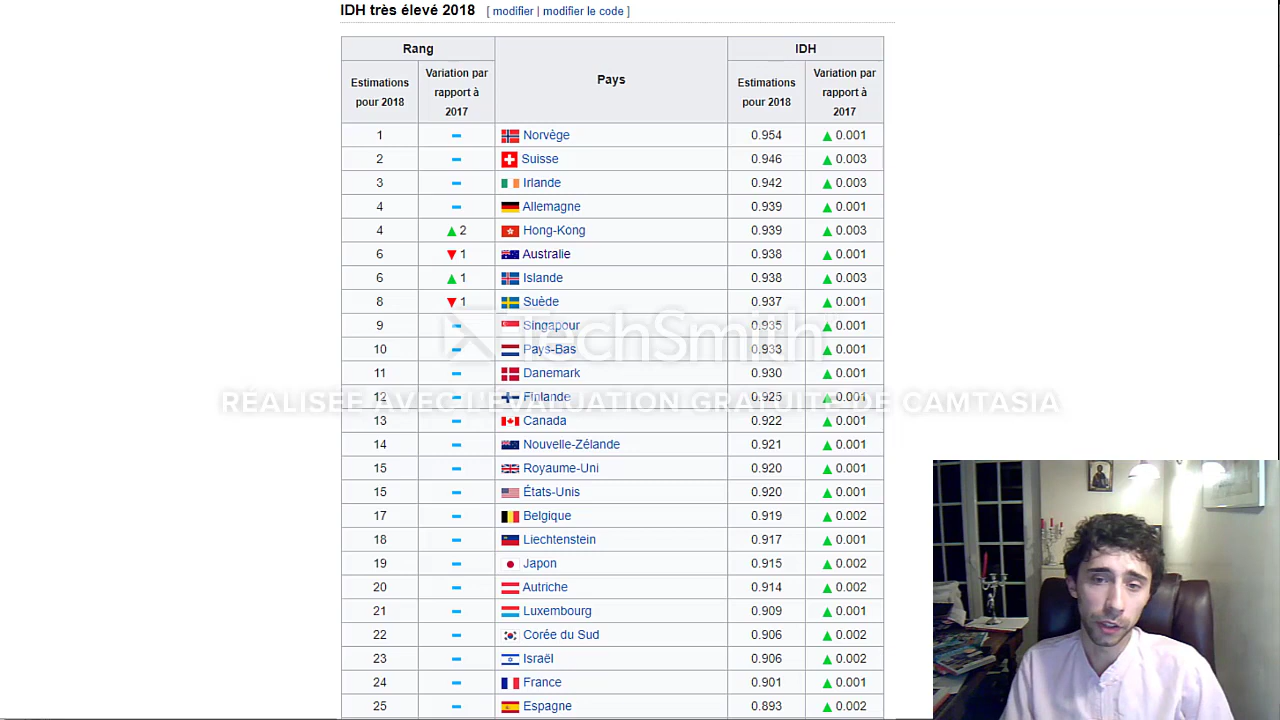 IDH très élevé 2018 [ modifier | modifier le code ]
Rang Pays IDH
Estimations pour 2018 Variation par rapport à 2017 Estimations pour 2018 Variation par rapport à 2017
1 Norvège 0.954 ▲ 0.001
2 Suisse 0.946 ▲ 0.003
3 Irlande 0.942 ▲ 0.003
4 Allemagne 0.939 ▲ 0.001
4 ▲ 2 Hong-Kong 0.939 ▲ 0.003
6 ▼ 1 Australie 0.938 ▲ 0.001
6 ▲ 1 Islande 0.938 ▲ 0.003
8 ▼ 1 Suède 0.937 ▲ 0.001
9 Singapour 0.935 ▲ 0.001
TechSmith
10 Pays-Bas 0.933 ▲ 0.001
11 Danemark 0.930 ▲ 0.001
12 Finlande 0.925 ▲ 0.001
RÉALISÉE AVEC L'ÉVALUATION GRATUITE DE CAMTASIA
13 Canada 0.922 ▲ 0.001
14 Nouvelle-Zélande 0.921 ▲ 0.001
15 Royaume-Uni 0.920 ▲ 0.001
15 États-Unis 0.920 ▲ 0.001
17 Belgique 0.919 ▲ 0.002
18 Liechtenstein 0.917 ▲ 0.001
19 Japon 0.915 ▲ 0.002
20 Autriche 0.914 ▲ 0.002
21 Luxembourg 0.909 ▲ 0.001
22 Corée du Sud 0.906 ▲ 0.002
23 Israël 0.906 ▲ 0.002
24 France 0.901 ▲ 0.001
25 Espagne 0.893 ▲ 0.002